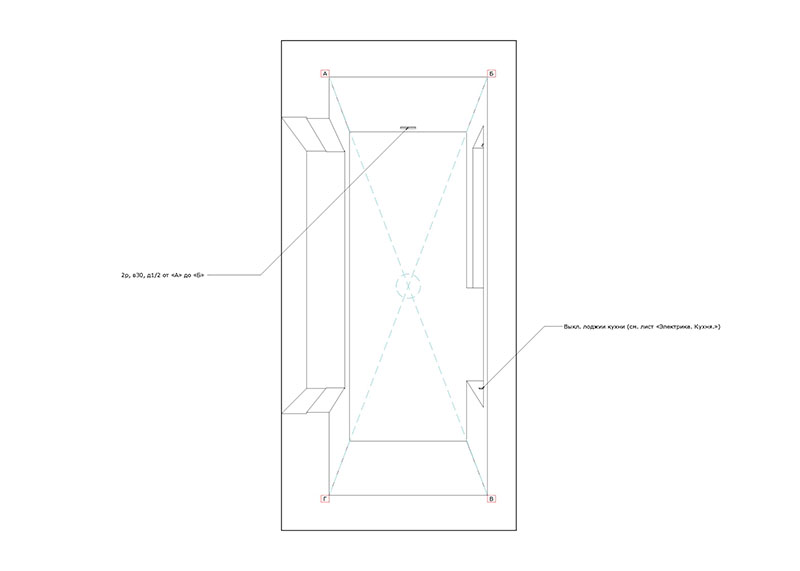 А
Б
2р, в30, д1/2 от «А» до «Б»
Выкл. лоджии кухни (см. лист «Электрика. Кухня.»)
Г
В